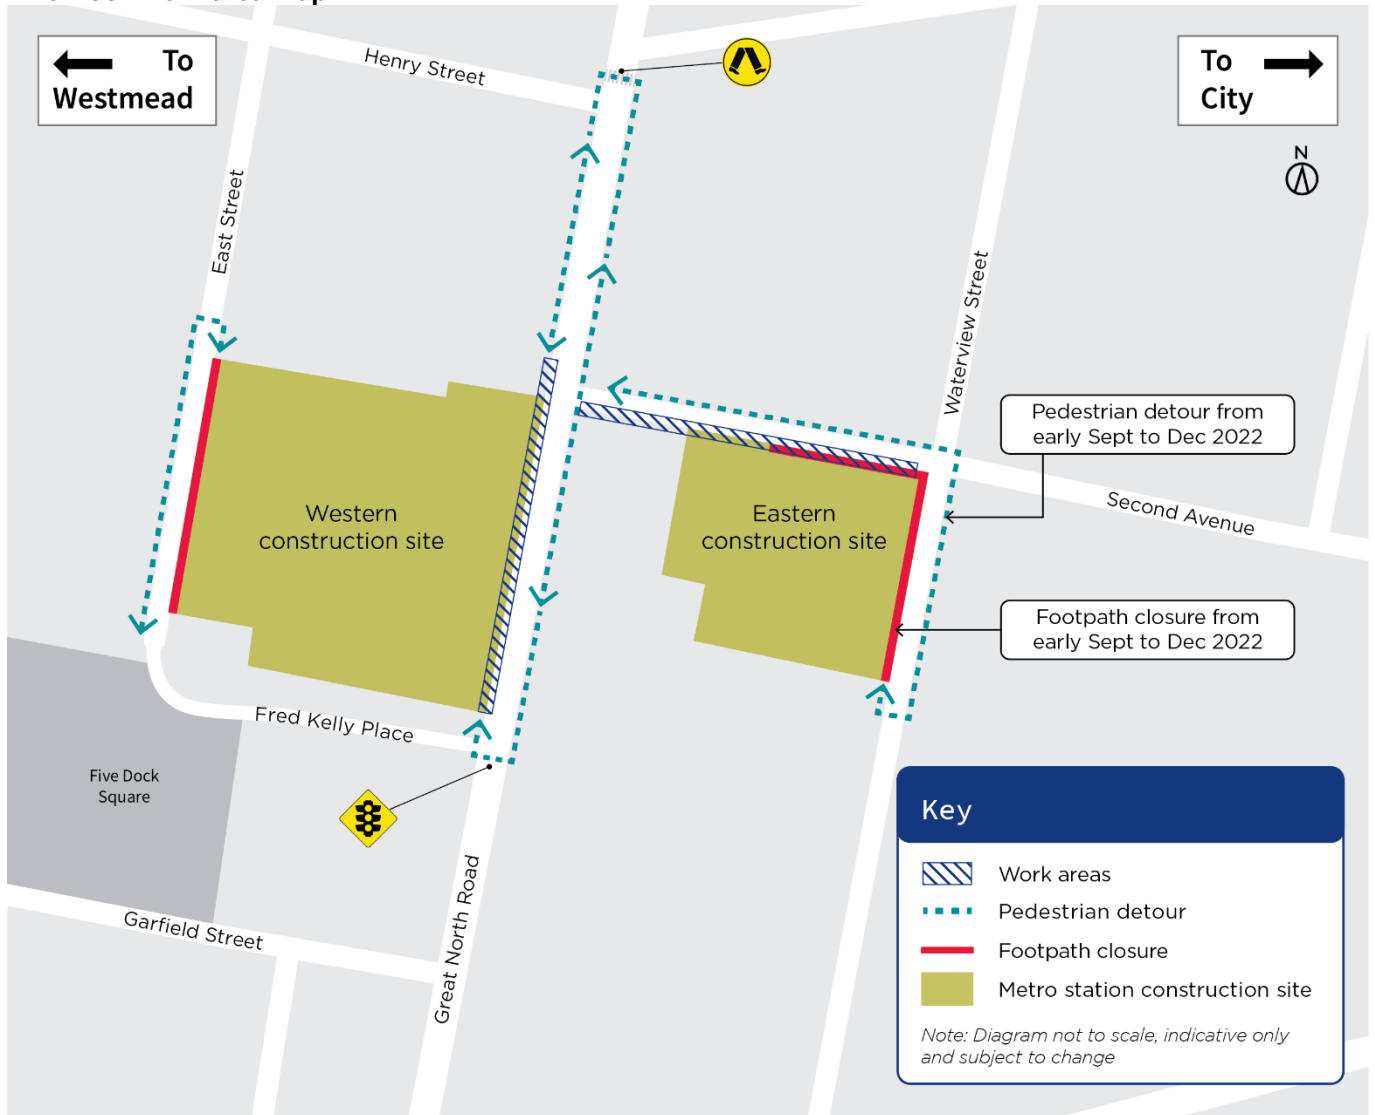 To
Westmead
Henry Street
To
City
N
East Street
Waterview Street
Pedestrian detour from
early Sept to Dec 2022
Second Avenue
Western
construction site
Eastern
construction site
Footpath closure from
early Sept to Dec 2022
Fred Kelly Place
Five Dock
Square
Garfield Street
Great North Road
Key
Work areas
Pedestrian detour
Footpath closure
Metro station construction site
Note: Diagram not to scale, indicative only
and subject to change